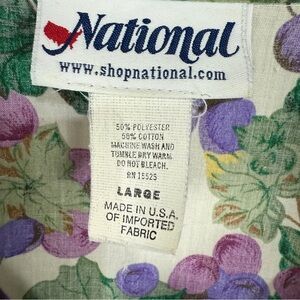 National
www.shopnational.com
50% POLYESTER
50% COTTON
MACHINE WASH AND
TUMBLE DRY WARM
DO NOT BLEACH.
RN 15525
LARGE
MADE IN U.S.A.
OF IMPORTED
FABRIC